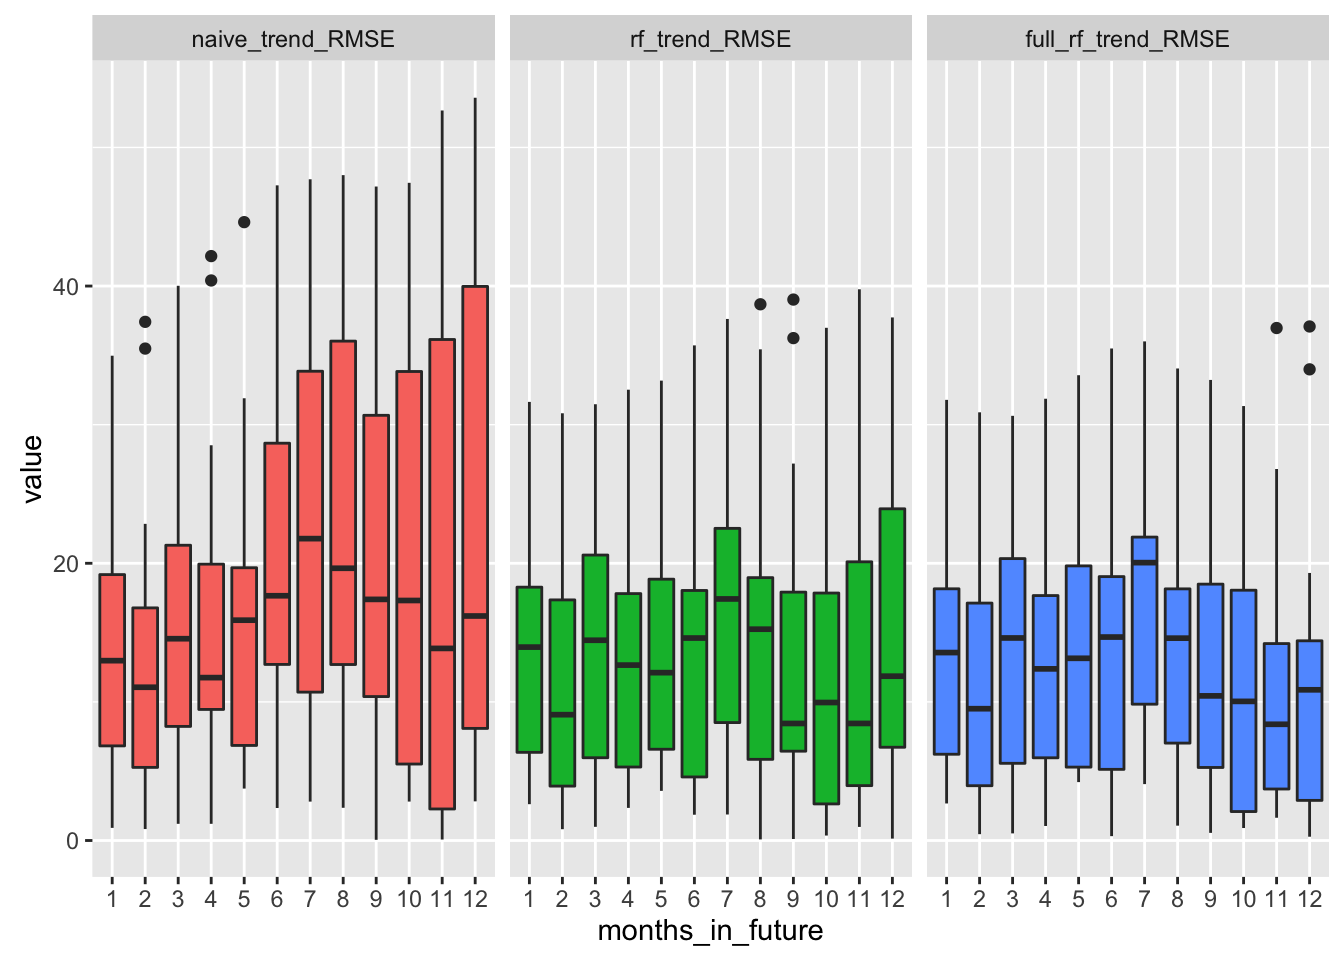 naive_trend_RMSE rf_trend_RMSE full_rf_trend_RMSE
value
40
20
0
1 2 3 4 5 6 7 8 9 10 11 12 1 2 3 4 5 6 7 8 9 10 11 12 1 2 3 4 5 6 7 8 9 10 11 12
months_in_future